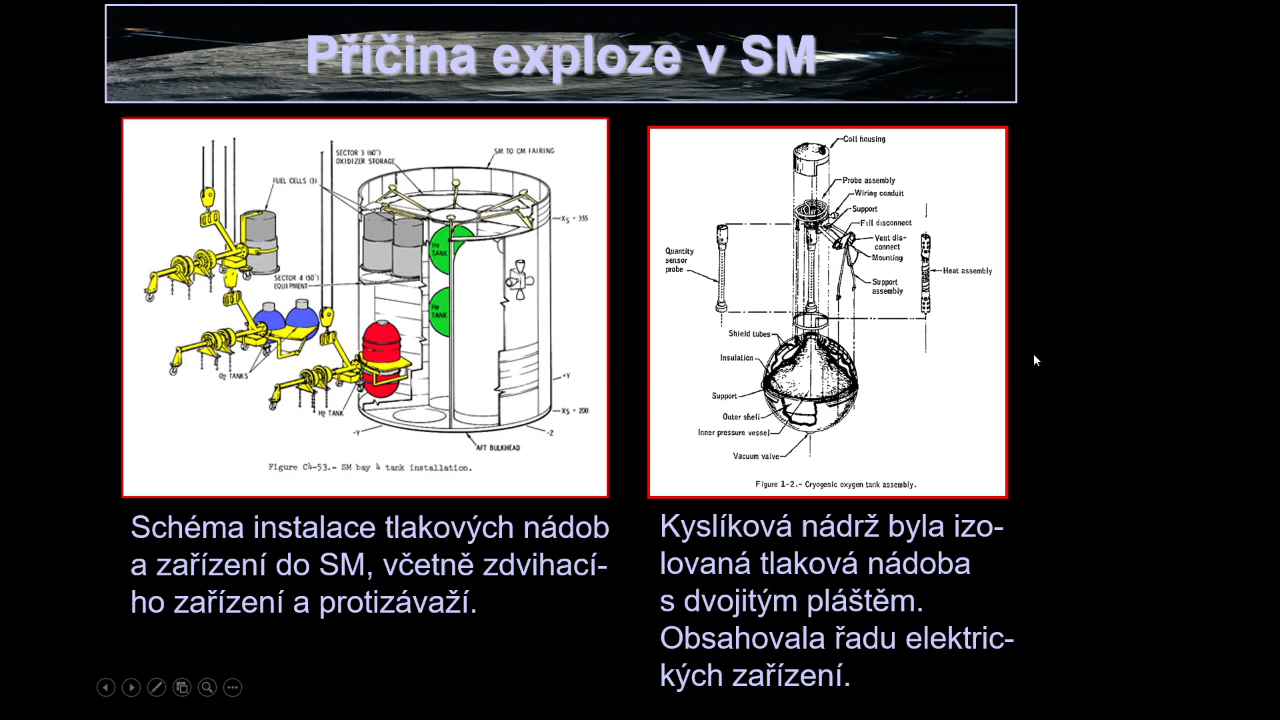 Příčina exploze v SM
SECTOR 3 (60°)
OXIDIZER STORAGE
SM TO CM FAIRING
FUEL CELLS (3)
XS = 355
He
TANK
SECTOR 4 (50°)
EQUIPMENT
He
TANK
O2 TANKS
H2 TANK
+Y
XS = 200
-Y
-Z
AFT BULKHEAD
Figure C4-53.- SM bay 4 tank installation.
Coil housing
Probe assembly
Wiring conduit
Support
Fill disconnect
Vent dis-
connect
Mounting
Quantity
sensor
probe
Heat assembly
Support
assembly
Shield tubes
Insulation
Support
Outer shell
Inner pressure vessel
Vacuum valve
Figure 1-2.- Cryogenic oxygen tank assembly.
Schéma instalace tlakových nádob
a zařízení do SM, včetně zdvihací-
ho zařízení a protizávaží.
Kyslíková nádrž byla izo-
lovaná tlaková nádoba
s dvojitým pláštěm.
Obsahovala řadu elektric-
kých zařízení.